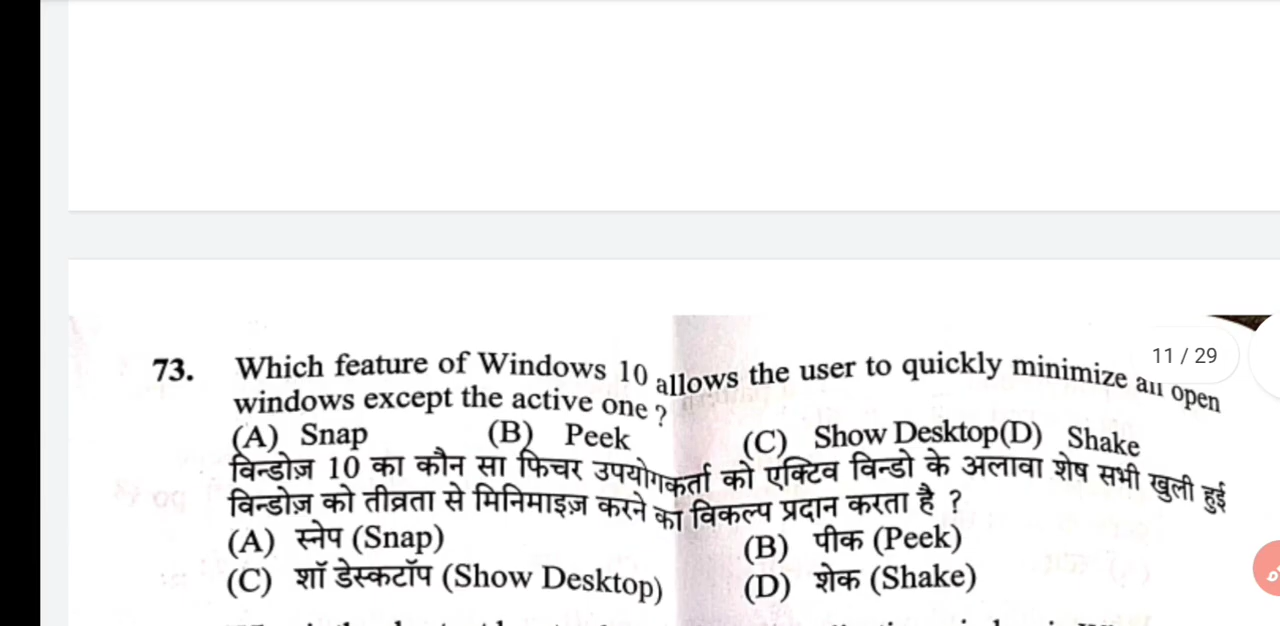 11 / 29
73. Which feature of Windows 10 allows the user to quickly minimize all open
windows except the active one ?
(A) Snap (B) Peek (C) Show Desktop(D) Shake
विन्डोज़ 10 का कौन सा फिचर उपयोगकर्ता को एक्टिव विन्डो के अलावा शेष सभी खुली हुई
विन्डोज़ को तीव्रता से मिनिमाइज़ करने का विकल्प प्रदान करता है ?
(A) स्नेप (Snap) (B) पीक (Peek)
(C) शॉ डेस्कटॉप (Show Desktop) (D) शेक (Shake)